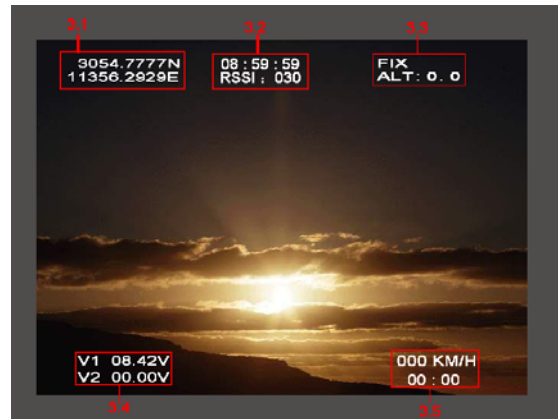 3.1 3.2 3.3
3054.7777N 08 : 59 : 59 FIX
11356.2929E RSSI : 030 ALT: 0. 0
V1 08.42V 000 KM/H
V2 00.00V 00 : 00
3.4 3.5